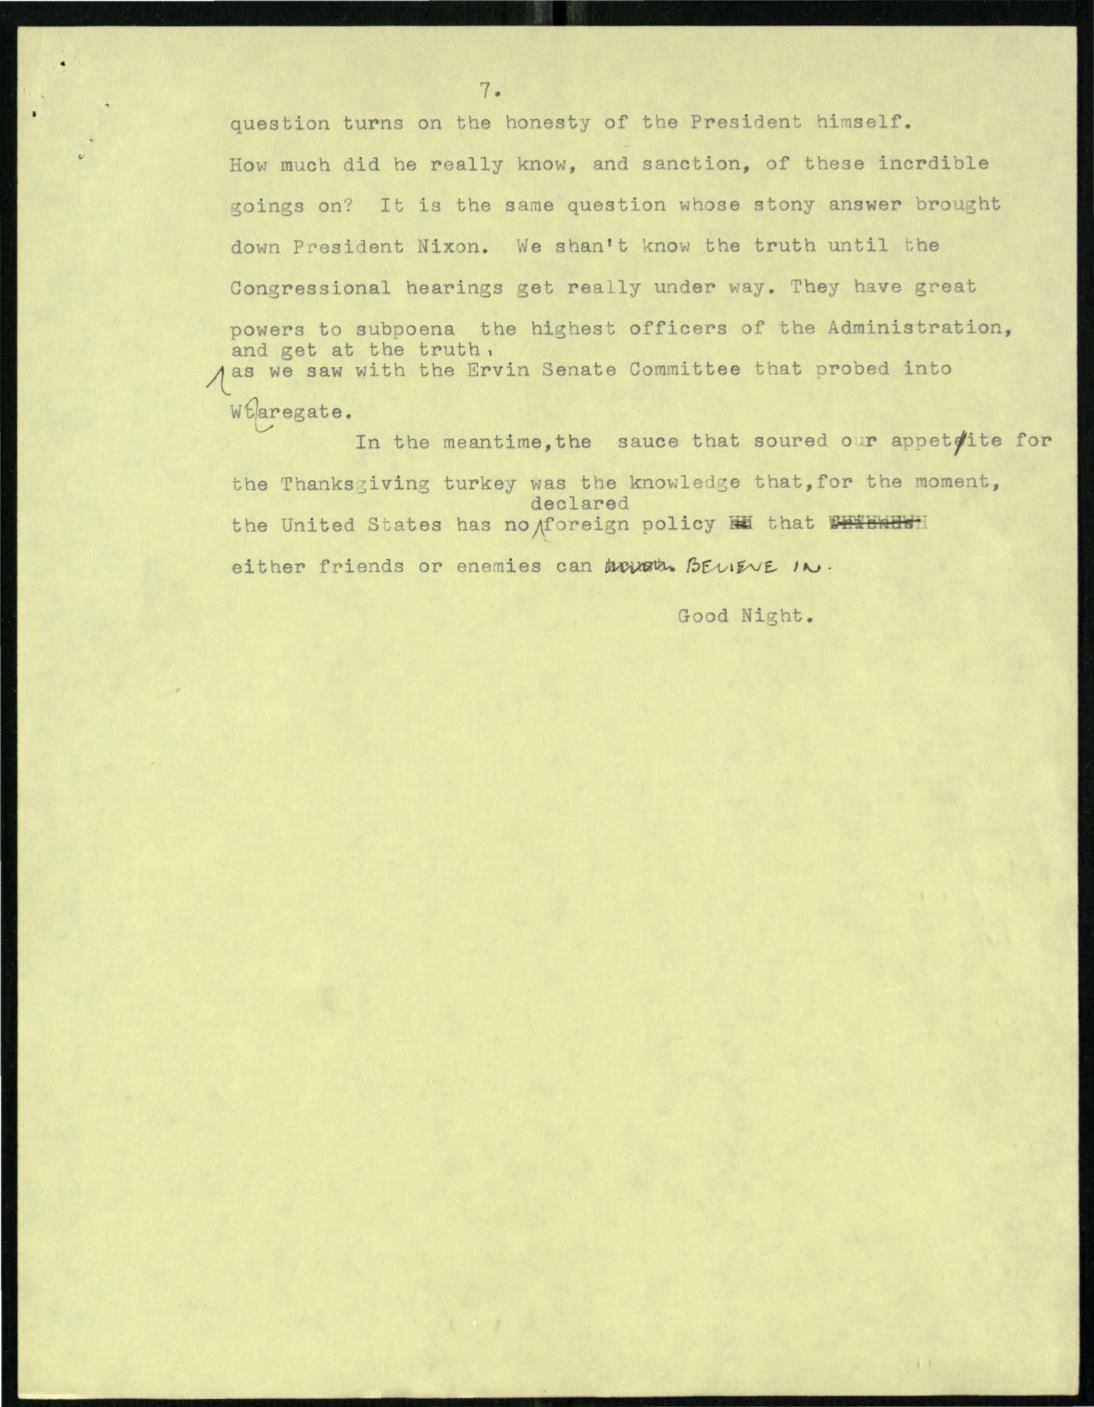 7.
question turns on the honesty of the President himself.
How much did he really know, and sanction, of these incrdible
goings on? It is the same question whose stony answer brought
down President Nixon. We shan't know the truth until the
Congressional hearings get really under way. They have great
powers to subpoena the highest officers of the Administration,
and get at the truth,
as we saw with the Ervin Senate Committee that probed into
Wtaregate.
In the meantime,the sauce that soured our appetite for
the Thanksgiving turkey was the knowledge that,for the moment,
declared
the United States has no foreign policy that
either friends or enemies can BELIEVE IN.
Good Night.